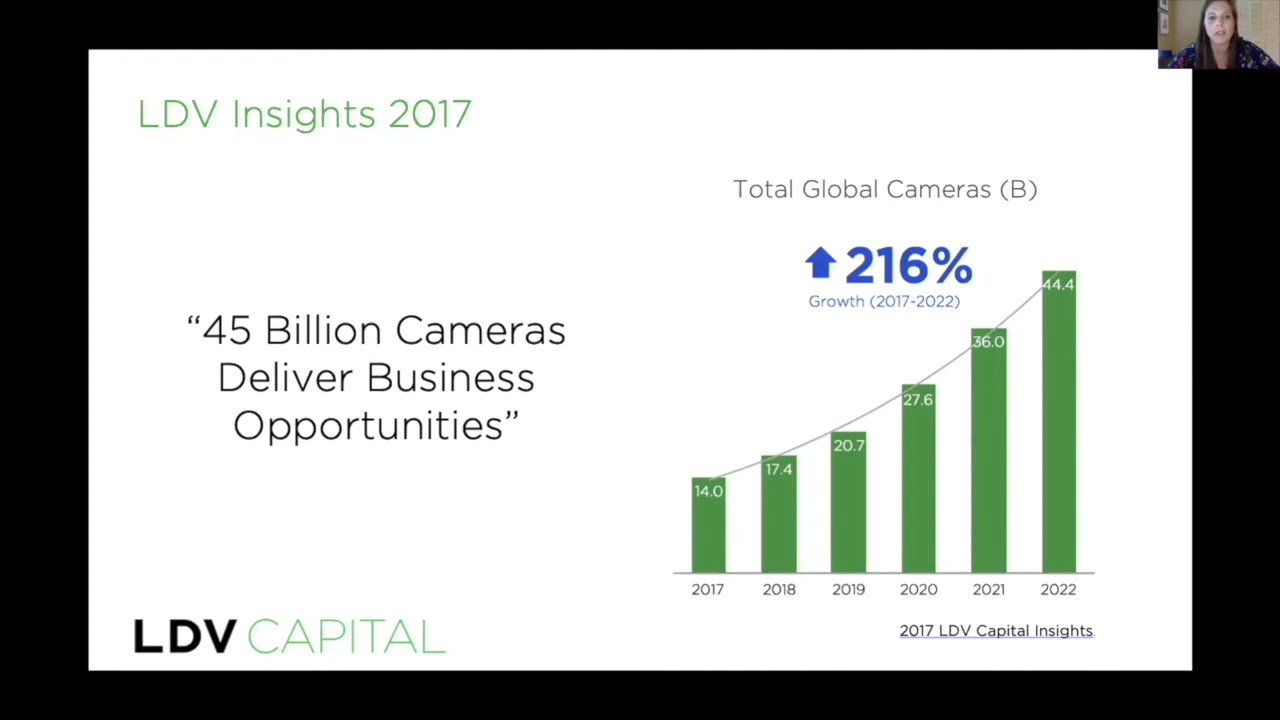 LDV Insights 2017
Total Global Cameras (B)
216%
Growth (2017-2022)
“45 Billion Cameras
Deliver Business
Opportunities”
14.0
17.4
20.7
27.6
36.0
44.4
2017 2018 2019 2020 2021 2022
2017 LDV Capital Insights
LDV CAPITAL